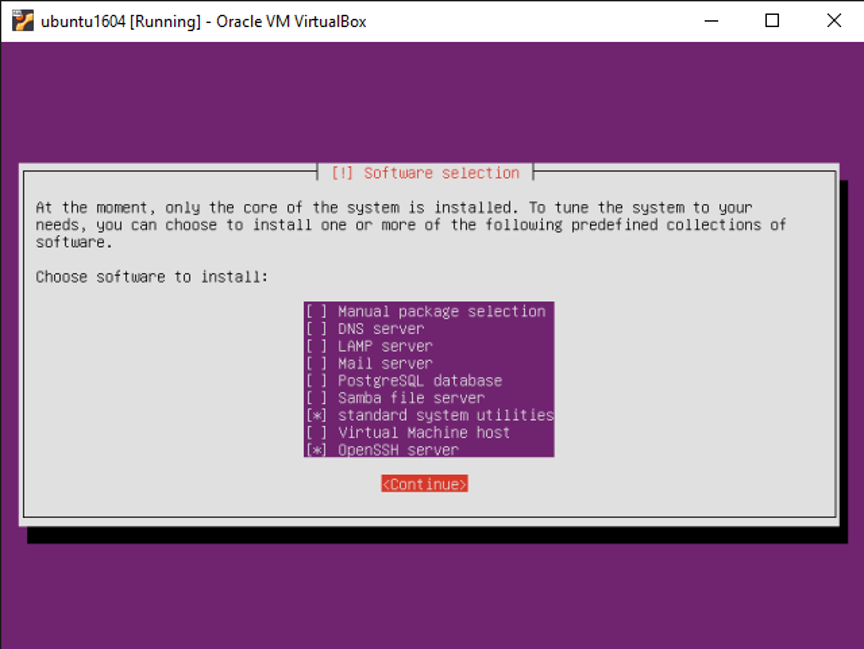 ubuntu1604 [Running] - Oracle VM VirtualBox
[!] Software selection
At the moment, only the core of the system is installed. To tune the system to your
needs, you can choose to install one or more of the following predefined collections of
software.
Choose software to install:
[ ] Manual package selection
[ ] DNS server
[ ] LAMP server
[ ] Mail server
[ ] PostgreSQL database
[ ] Samba file server
[*] standard system utilities
[ ] Virtual Machine host
[*] OpenSSH server
<Continue>